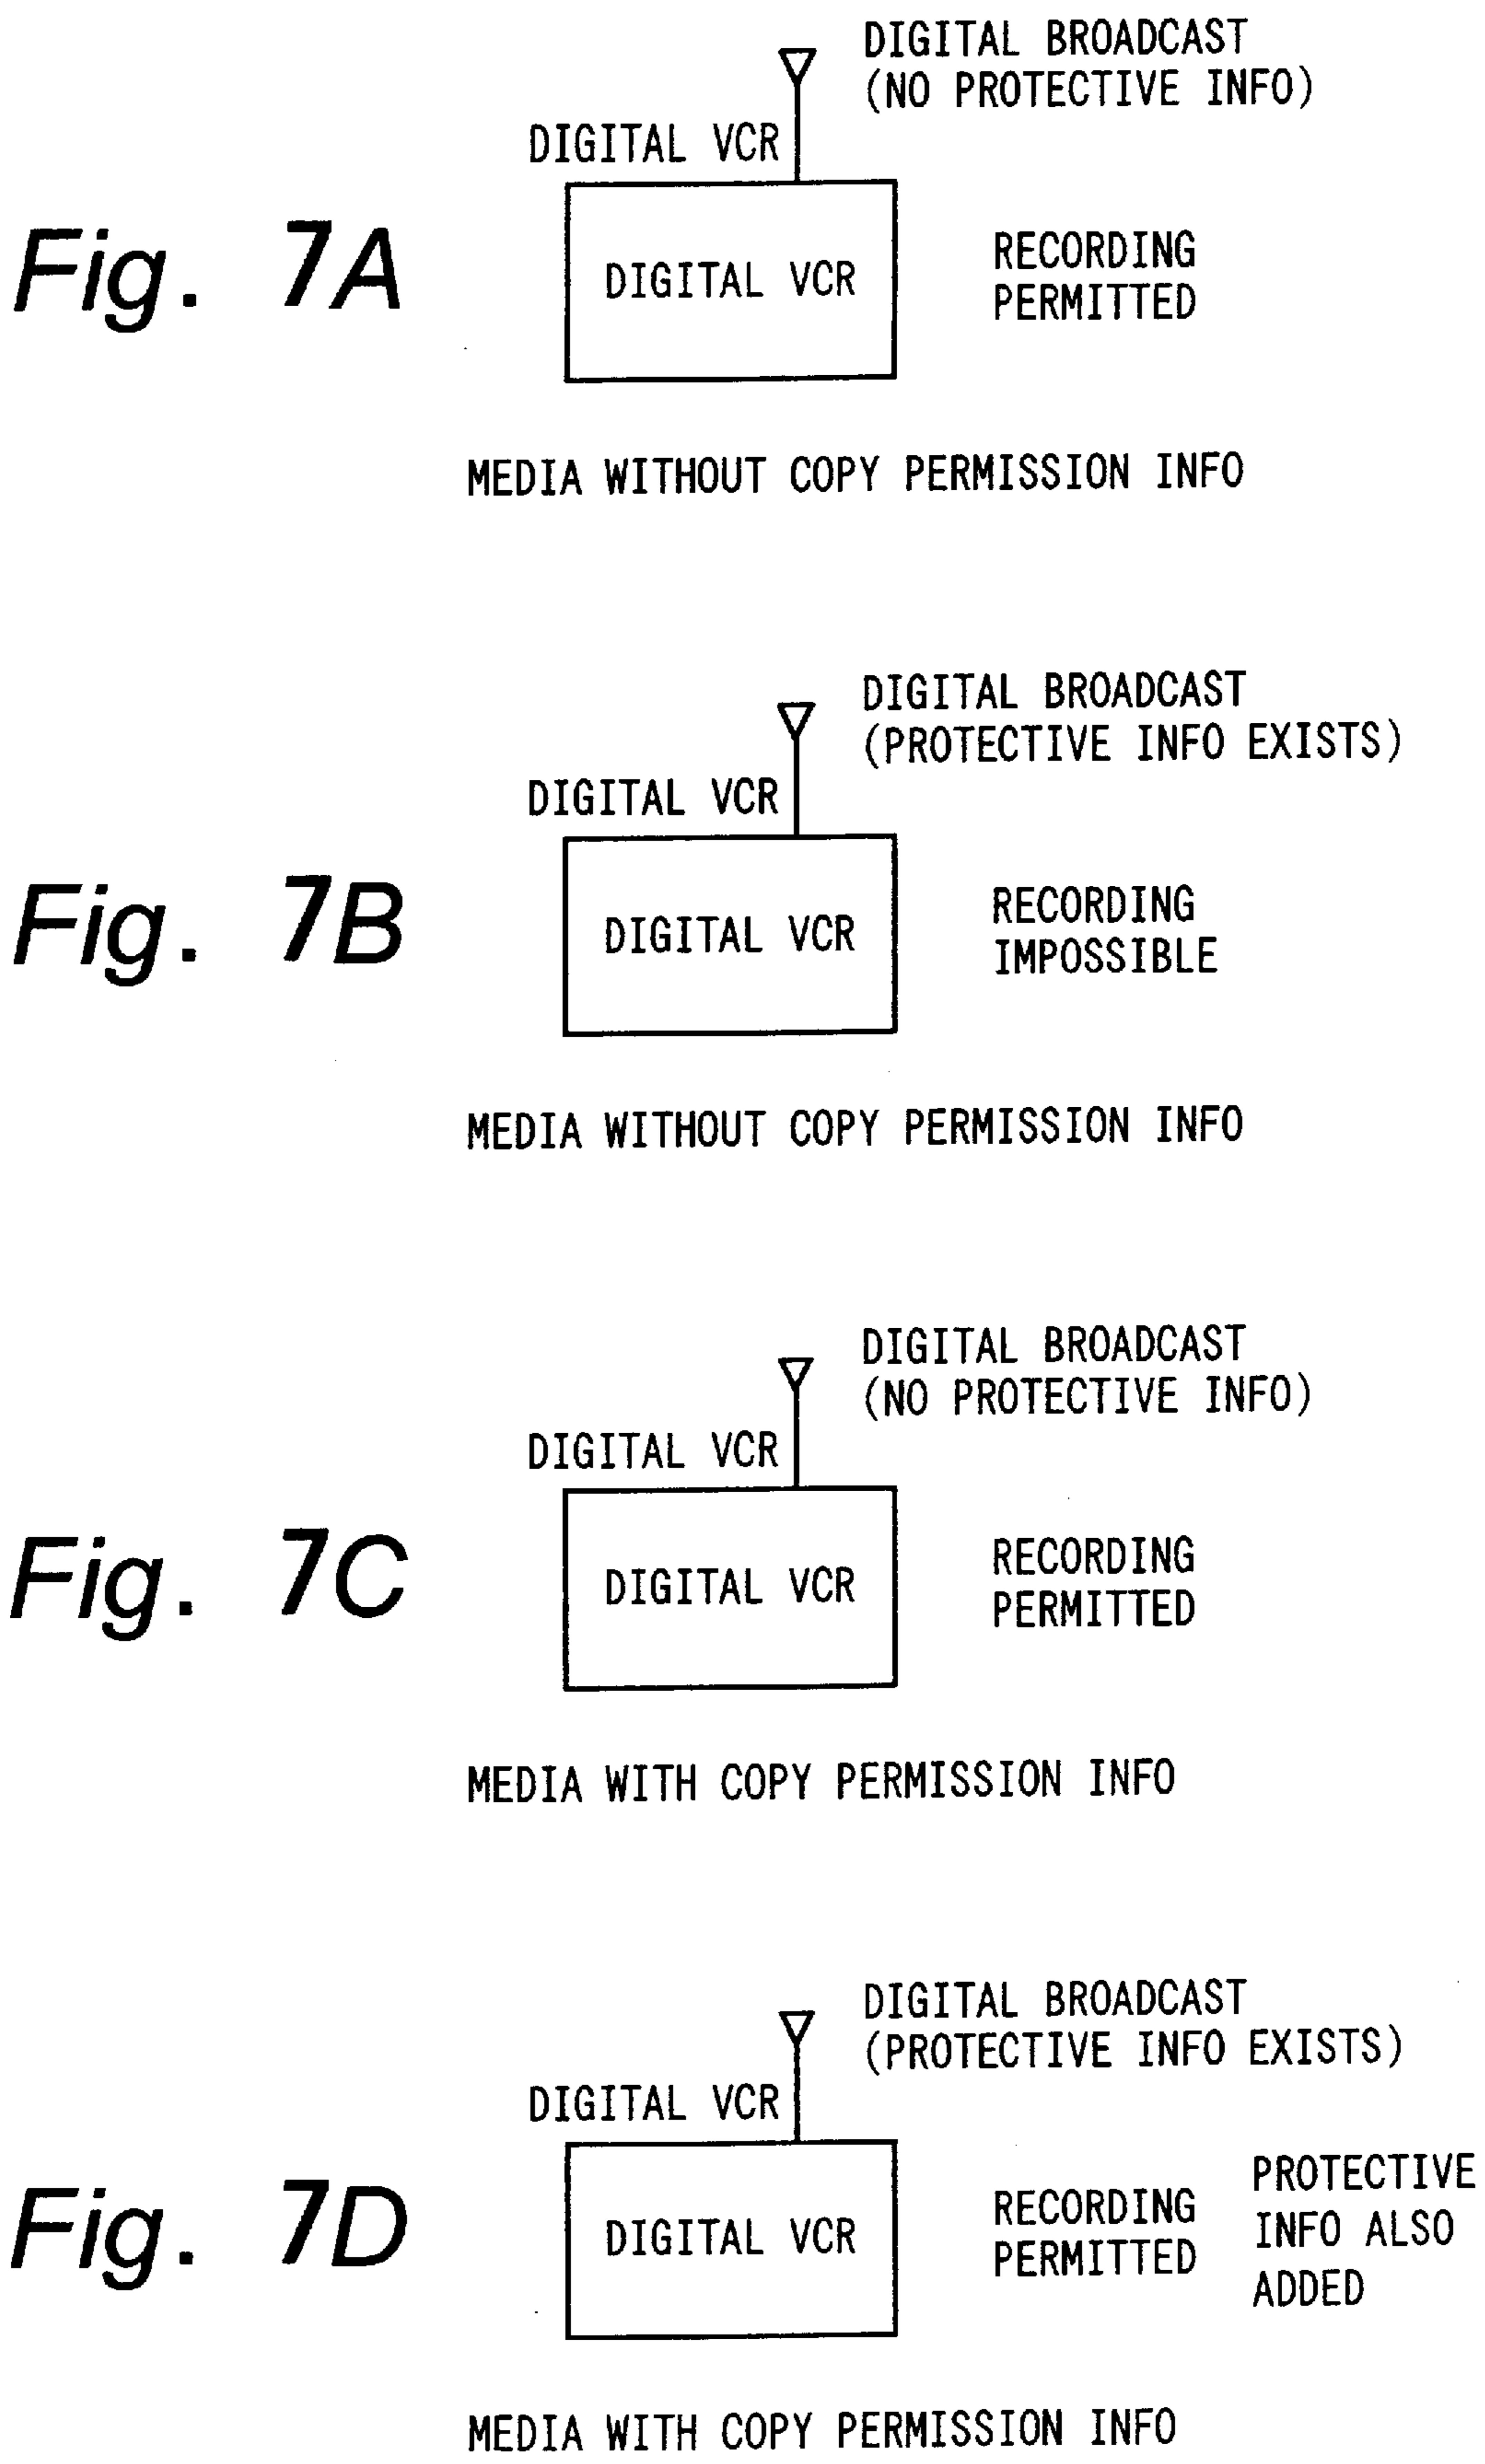 DIGITAL BROADCAST
(NO PROTECTIVE INFO)
DIGITAL VCR
Fig. 7A
DIGITAL VCR
RECORDING
PERMITTED
MEDIA WITHOUT COPY PERMISSION INFO
DIGITAL BROADCAST
(PROTECTIVE INFO EXISTS)
DIGITAL VCR
Fig. 7B
DIGITAL VCR
RECORDING
IMPOSSIBLE
MEDIA WITHOUT COPY PERMISSION INFO
DIGITAL BROADCAST
(NO PROTECTIVE INFO)
DIGITAL VCR
Fig. 7C
DIGITAL VCR
RECORDING
PERMITTED
MEDIA WITH COPY PERMISSION INFO
DIGITAL BROADCAST
(PROTECTIVE INFO EXISTS)
DIGITAL VCR
Fig. 7D
DIGITAL VCR
RECORDING
PERMITTED
PROTECTIVE
INFO ALSO
ADDED
MEDIA WITH COPY PERMISSION INFO